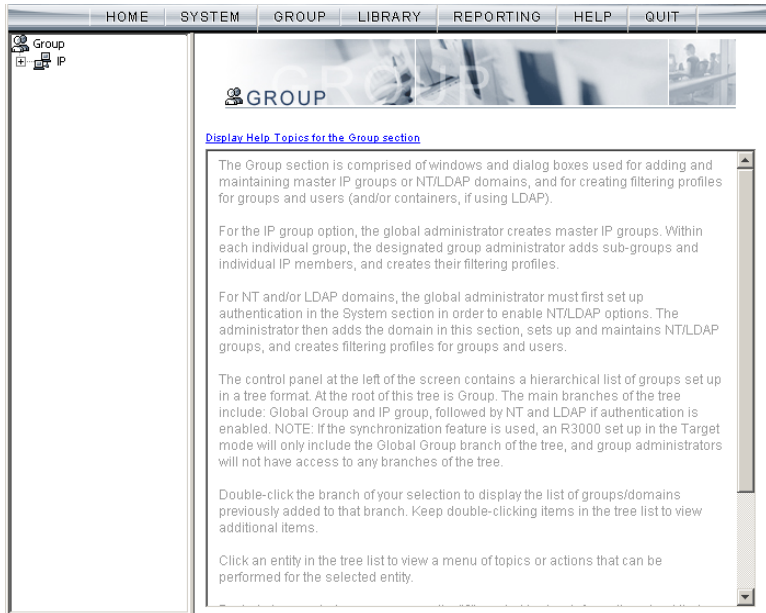 HOME SYSTEM GROUP LIBRARY REPORTING HELP QUIT
Group
IP
GROUP
GROUP
Display Help Topics for the Group section
The Group section is comprised of windows and dialog boxes used for adding and
maintaining master IP groups or NT/LDAP domains, and for creating filtering profiles
for groups and users (and/or containers, if using LDAP).
For the IP group option, the global administrator creates master IP groups. Within
each individual group, the designated group administrator adds sub-groups and
individual IP members, and creates their filtering profiles.
For NT and/or LDAP domains, the global administrator must first set up
authentication in the System section in order to enable NT/LDAP options. The
administrator then adds the domain in this section, sets up and maintains NT/LDAP
groups, and creates filtering profiles for groups and users.
The control panel at the left of the screen contains a hierarchical list of groups set up
in a tree format. At the root of this tree is Group. The main branches of the tree
include: Global Group and IP group, followed by NT and LDAP if authentication is
enabled. NOTE: If the synchronization feature is used, an R3000 set up in the Target
mode will only include the Global Group branch of the tree, and group administrators
will not have access to any branches of the tree.
Double-click the branch of your selection to display the list of groups/domains
previously added to that branch. Keep double-clicking items in the tree list to view
additional items.
Click an entity in the tree list to view a menu of topics or actions that can be
performed for the selected entity.